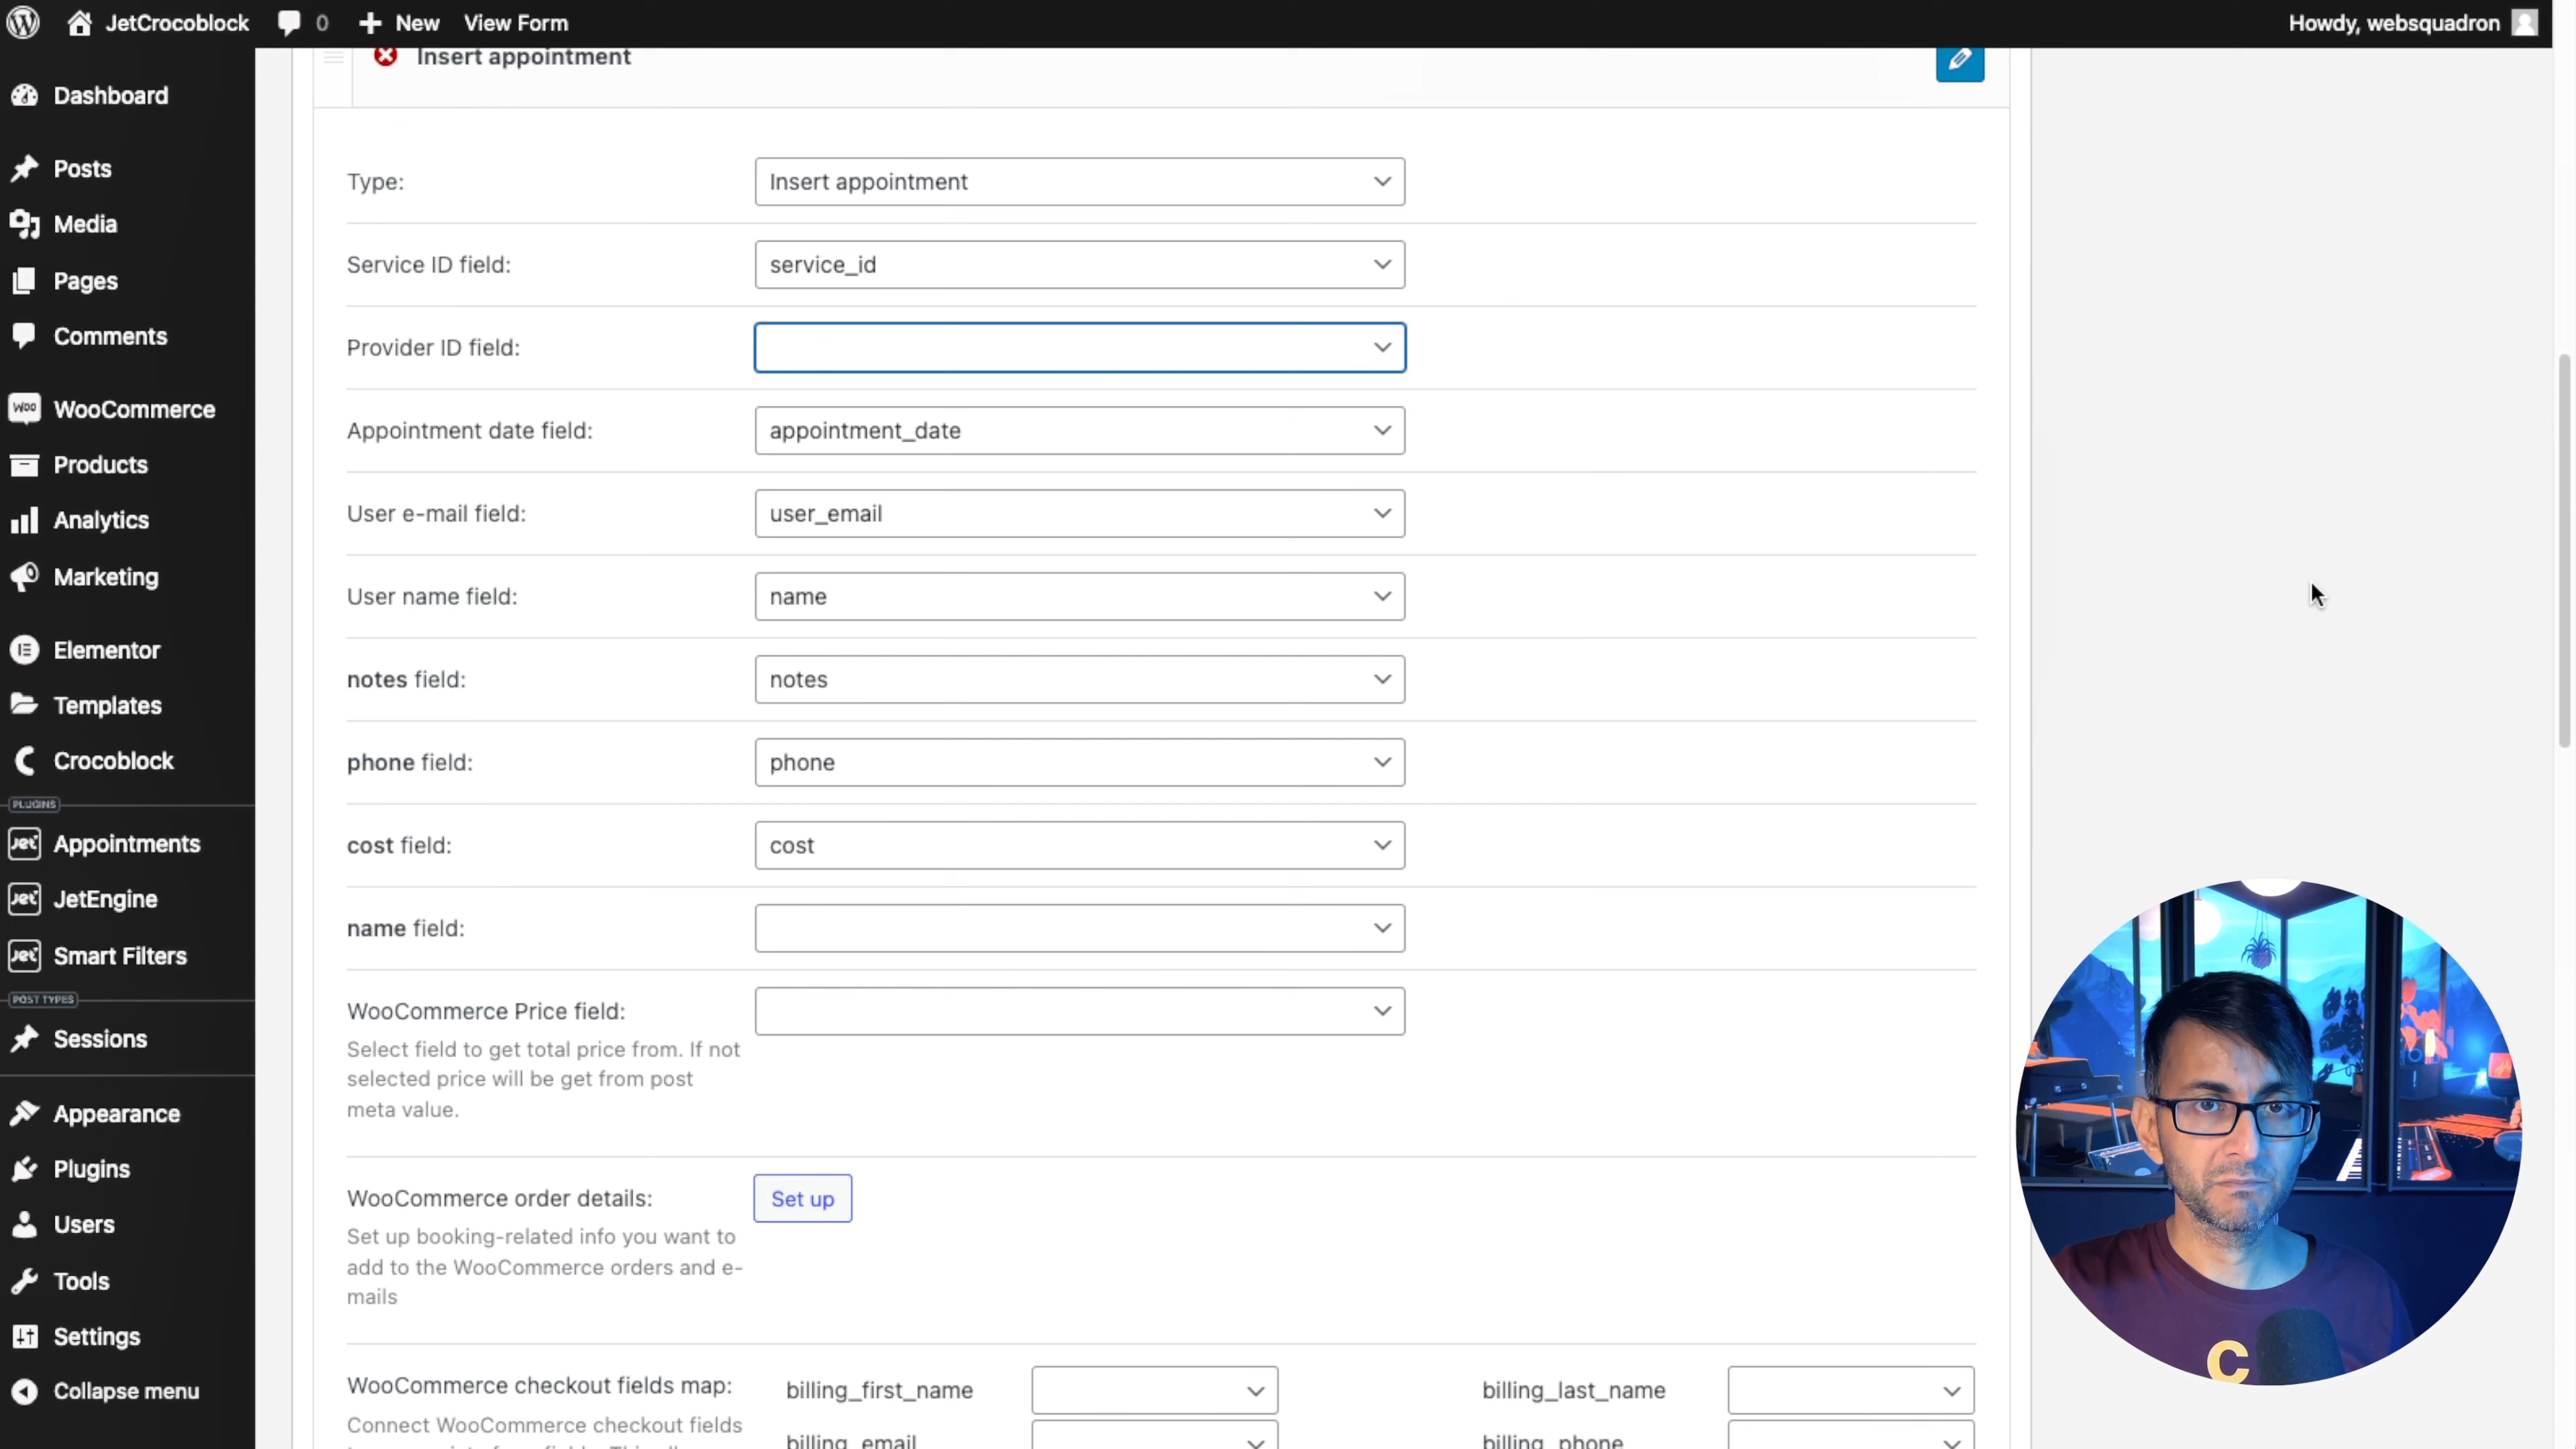 JetCrocoblock 0 New View Form Howdy, websquadron
Dashboard
Posts
Media
Pages
Comments
WOO WooCommerce
Products
Analytics
Marketing
Elementor
Templates
Crocoblock
PLUGINS
Jet Appointments
Jet JetEngine
Jet Smart Filters
POST TYPES
Sessions
Appearance
Plugins
Users
Tools
Settings
Collapse menu
Insert appointment
Type: Insert appointment
Service ID field: service_id
Provider ID field:
Appointment date field: appointment_date
User e-mail field: user_email
User name field: name
notes field: notes
phone field: phone
cost field: cost
name field:
WooCommerce Price field:
Select field to get total price from. If not
selected price will be get from post
meta value.
WooCommerce order details: Set up
Set up booking-related info you want to
add to the WooCommerce orders and e-
mails
WooCommerce checkout fields map: billing_first_name billing_last_name
Connect WooCommerce checkout fields
billing_email billing_phone
C